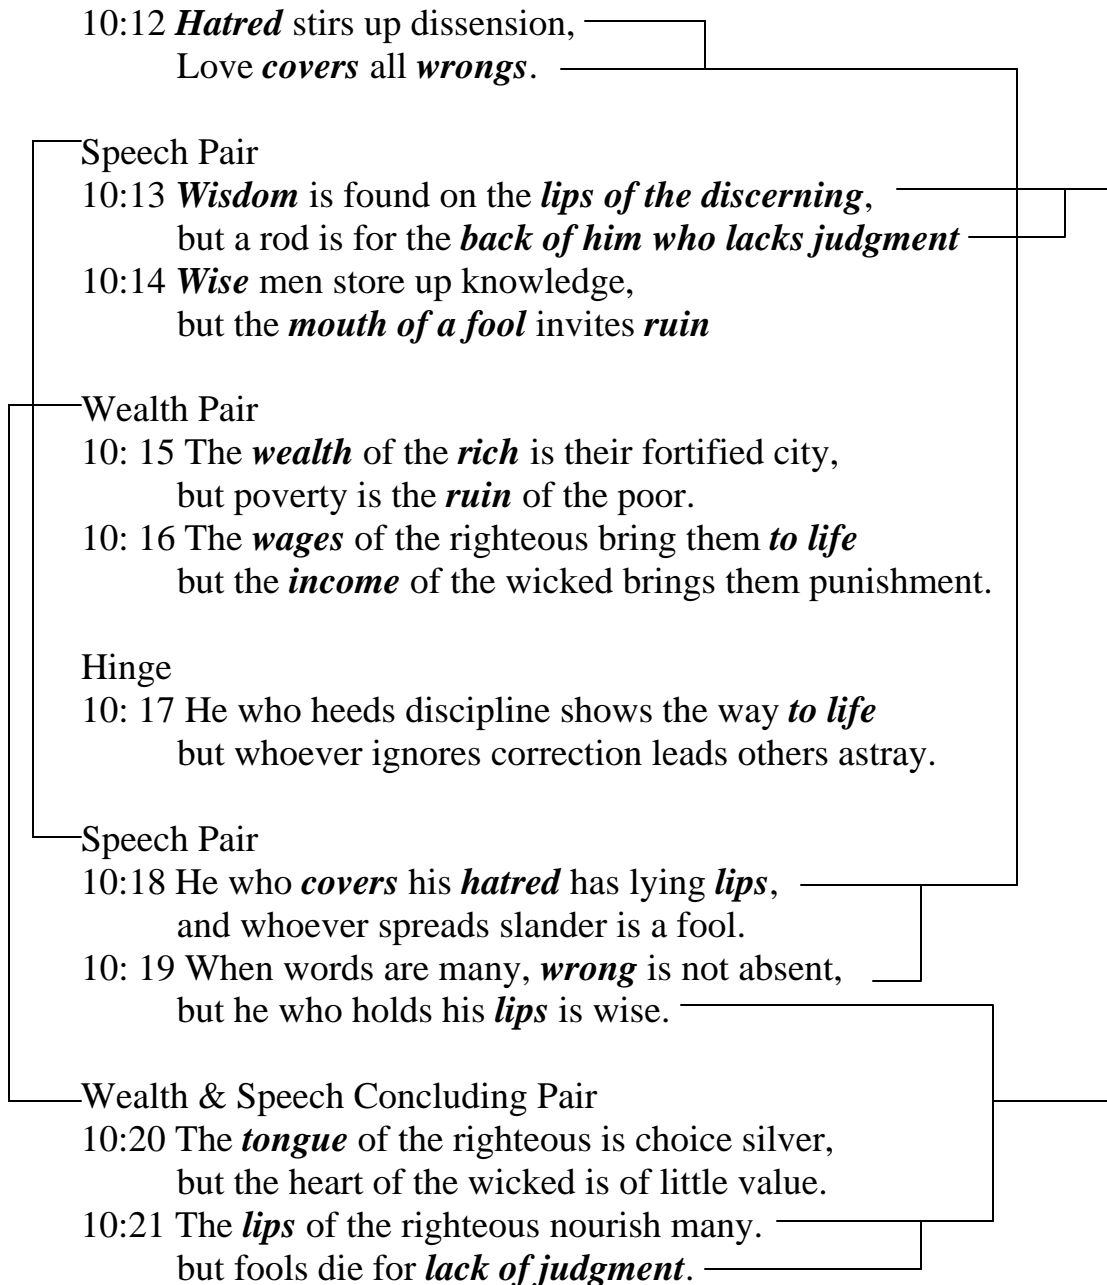 10:12 Hatred stirs up dissension,
Love covers all wrongs.
Speech Pair
10:13 Wisdom is found on the lips of the discerning,
but a rod is for the back of him who lacks judgment
10:14 Wise men store up knowledge,
but the mouth of a fool invites ruin
Wealth Pair
10: 15 The wealth of the rich is their fortified city,
but poverty is the ruin of the poor.
10: 16 The wages of the righteous bring them to life
but the income of the wicked brings them punishment.
Hinge
10: 17 He who heeds discipline shows the way to life
but whoever ignores correction leads others astray.
Speech Pair
10:18 He who covers his hatred has lying lips,
and whoever spreads slander is a fool.
10: 19 When words are many, wrong is not absent,
but he who holds his lips is wise.
Wealth & Speech Concluding Pair
10:20 The tongue of the righteous is choice silver,
but the heart of the wicked is of little value.
10:21 The lips of the righteous nourish many.
but fools die for lack of judgment.